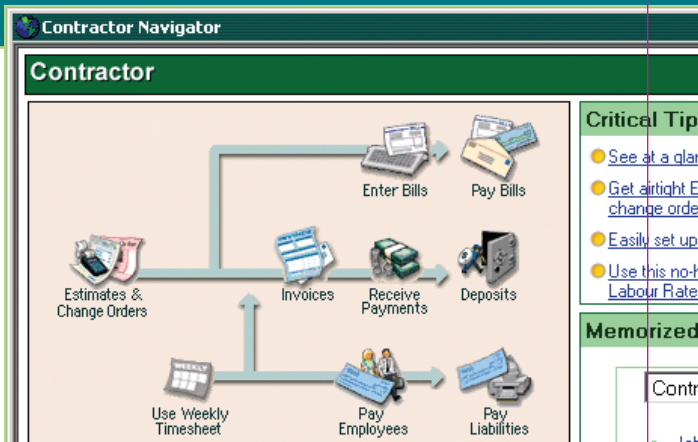 Contractor Navigator
Contractor
Enter Bills
Pay Bills
Estimates &
Change Orders
Invoices
Receive
Payments
Deposits
WEEKLY
Use Weekly
Timesheet
Pay
Employees
Pay
Liabilities
Critical Tip
See at a glan
Get airtight E
change orde
Easily set up
Use this no-h
Labour Rate
Memorized
Contr